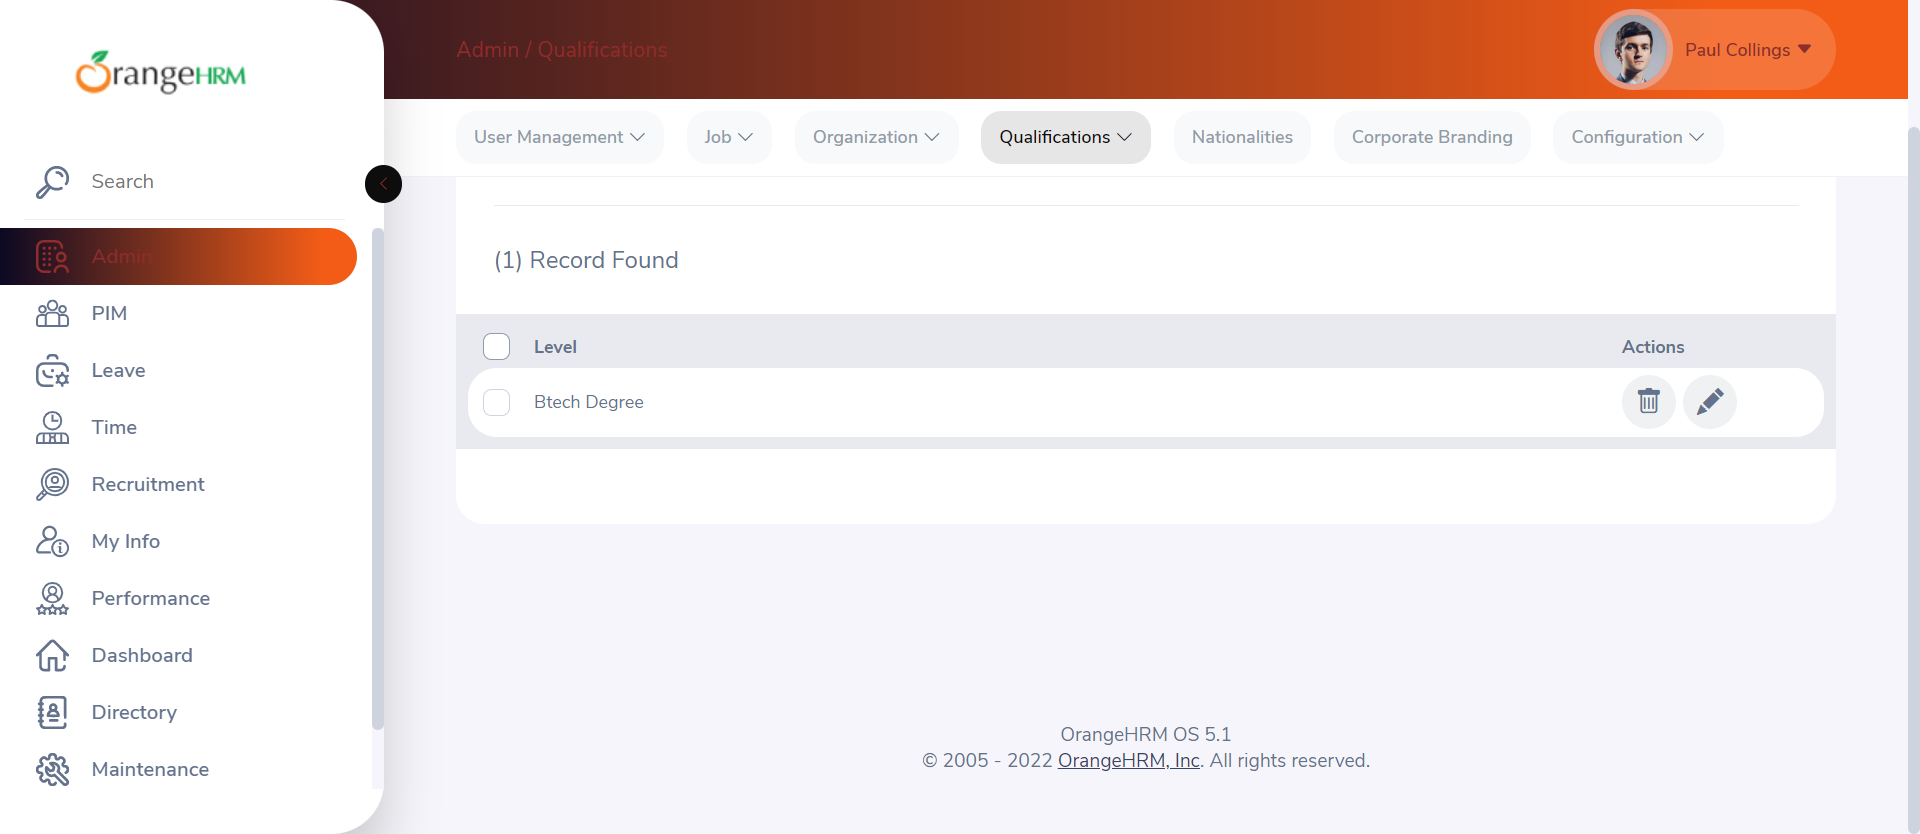 OrangeHRM
Admin / Qualifications
Paul Collings
User Management
Job
Organization
Qualifications
Nationalities
Corporate Branding
Configuration
Search
Admin
PIM
Leave
Time
Recruitment
My Info
Performance
Dashboard
Directory
Maintenance
(1) Record Found
Level
Actions
Btech Degree
OrangeHRM OS 5.1
© 2005 - 2022 OrangeHRM, Inc. All rights reserved.